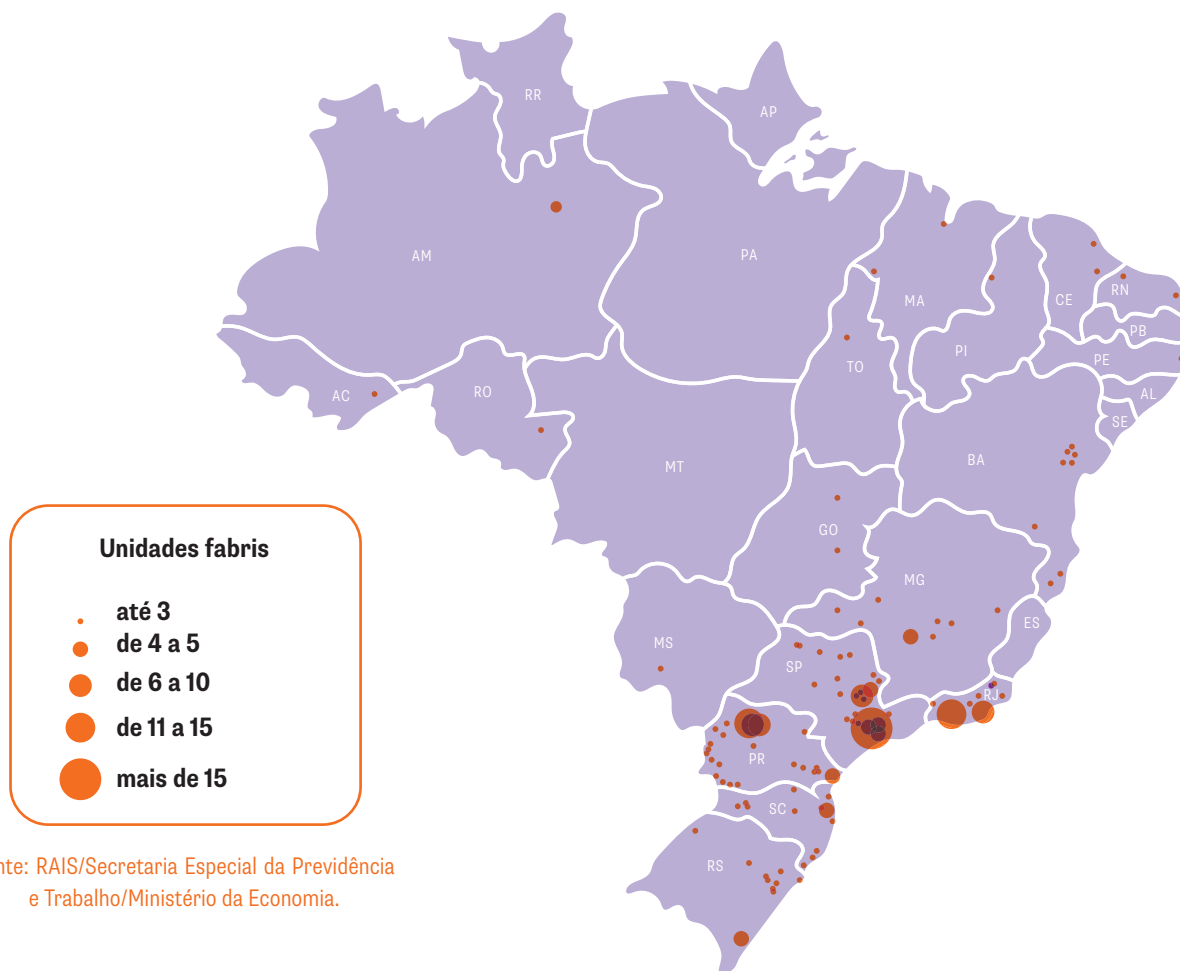 RR
AP
AM
PA
MA
CE
RN
PB
PI
PE
TO
AL
AC
RO
SE
BA
MT
GO
MG
ES
MS
SP
RJ
PR
SC
RS
Unidades fabris
até 3
de 4 a 5
de 6 a 10
de 11 a 15
mais de 15
nte: RAIS/Secretaria Especial da Previdência
e Trabalho/Ministério da Economia.